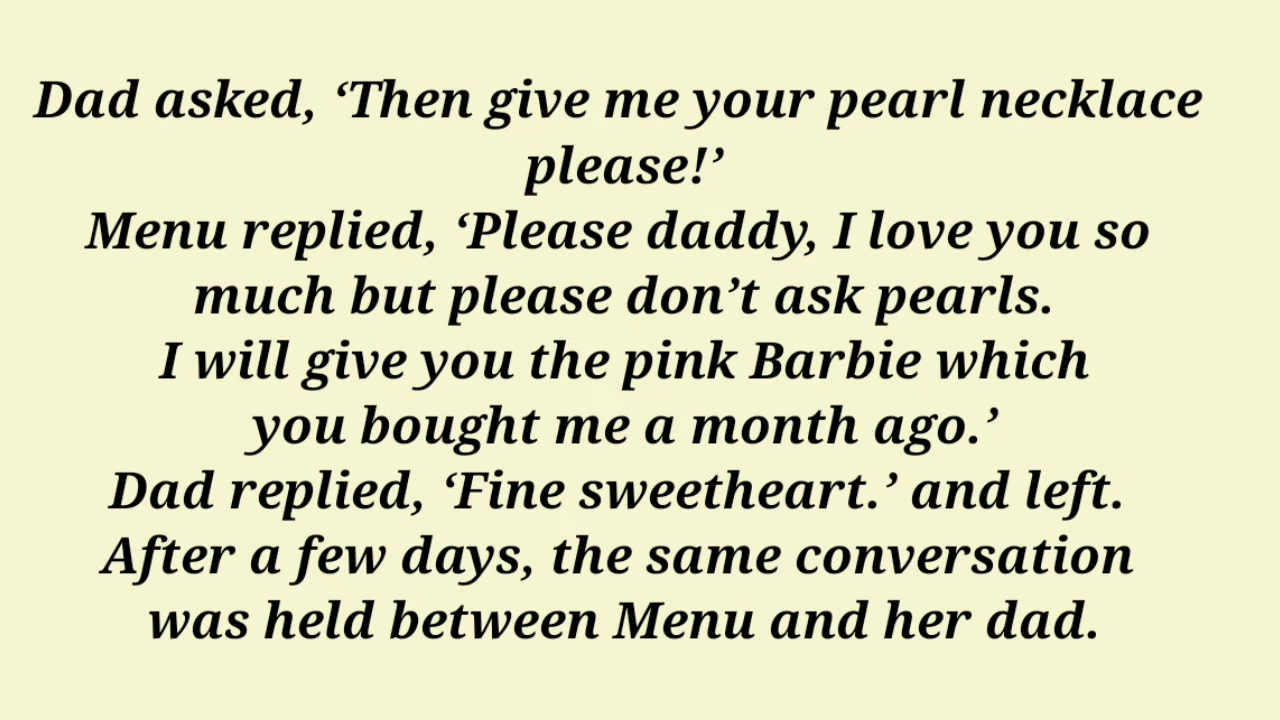 Dad asked, ‘Then give me your pearl necklace
please!’
Menu replied, ‘Please daddy, I love you so
much but please don’t ask pearls.
I will give you the pink Barbie which
you bought me a month ago.’
Dad replied, ‘Fine sweetheart.’ and left.
After a few days, the same conversation
was held between Menu and her dad.